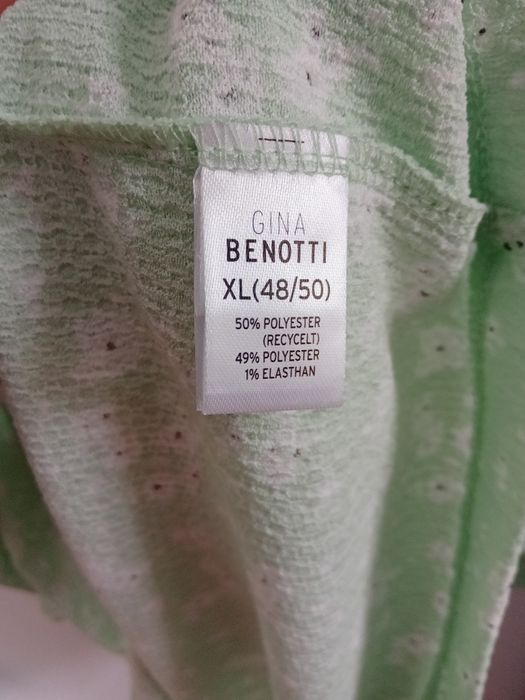 GINA
BENOTTI
XL(48/50)
50% POLYESTER
(RECYCELT)
49% POLYESTER
1% ELASTHAN